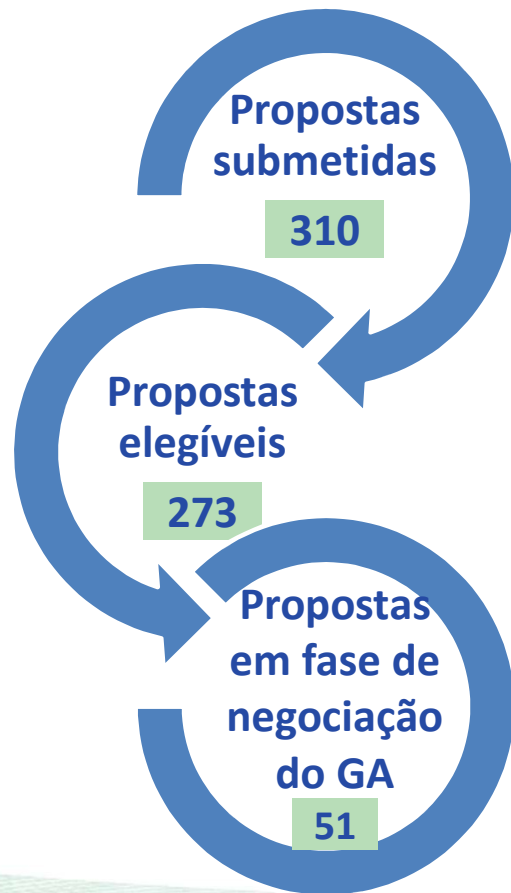 Propostas
submetidas
310
Propostas
elegíveis
273
Propostas
em fase de
negociação
do GA
51